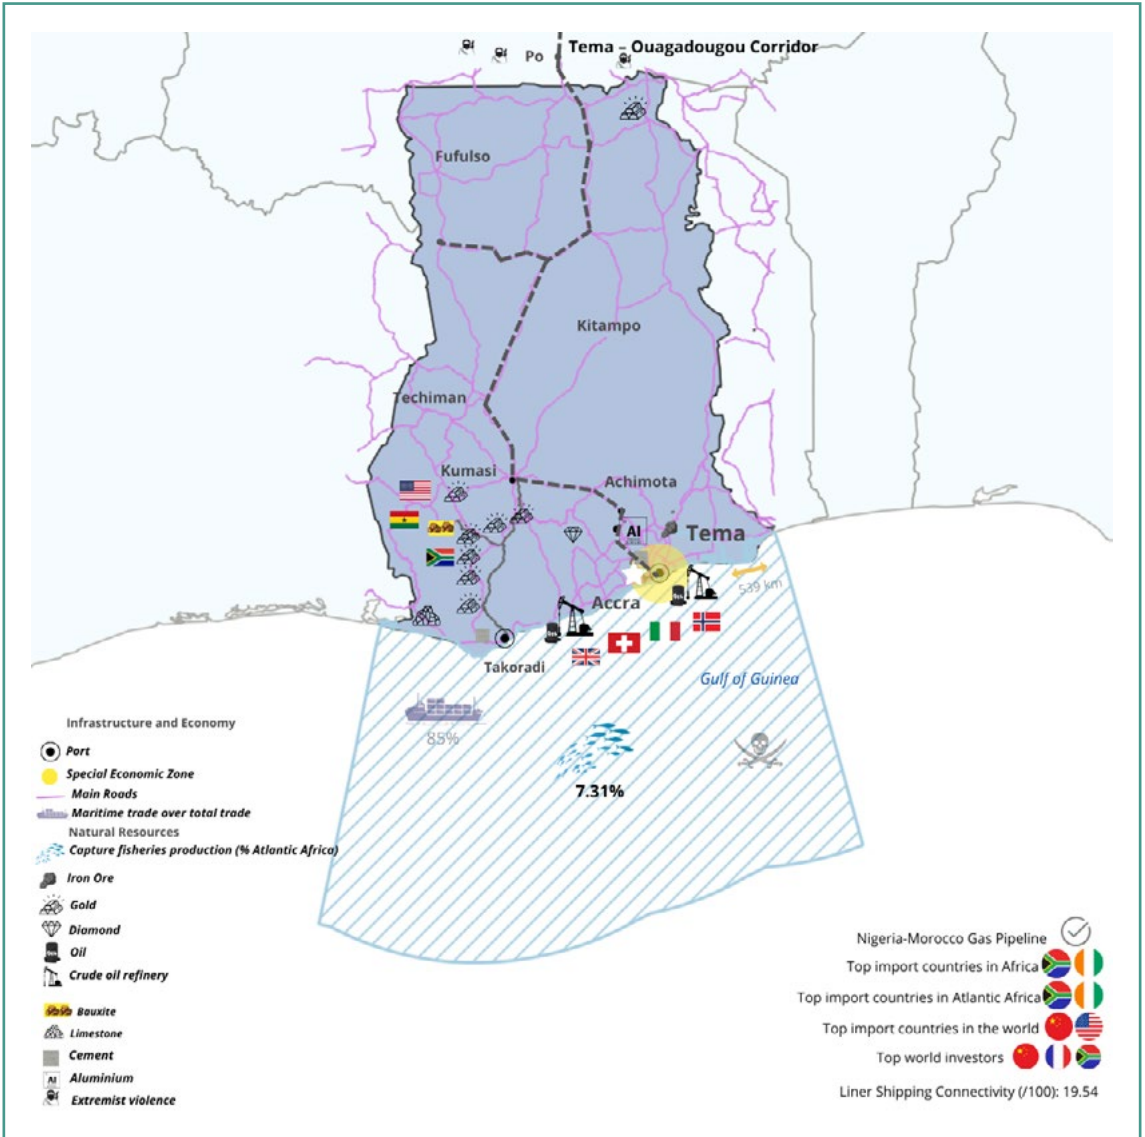 Tema – Ouagadougou Corridor
Po
Fufulso
Kitampo
Techiman
Kumasi
Achimota
Al
Tema
539 km
Accra
Takoradi
Gulf of Guinea
85%
7.31%
Infrastructure and Economy
Port
Special Economic Zone
Main Roads
Maritime trade over total trade
Natural Resources
Capture fisheries production (% Atlantic Africa)
Iron Ore
Gold
Diamond
Oil
Crude oil refinery
Bauxite
Limestone
Cement
Al
Aluminium
Extremist violence
Nigeria-Morocco Gas Pipeline
Top import countries in Africa
Top import countries in Atlantic Africa
Top import countries in the world
Top world investors
Liner Shipping Connectivity (/100): 19.54